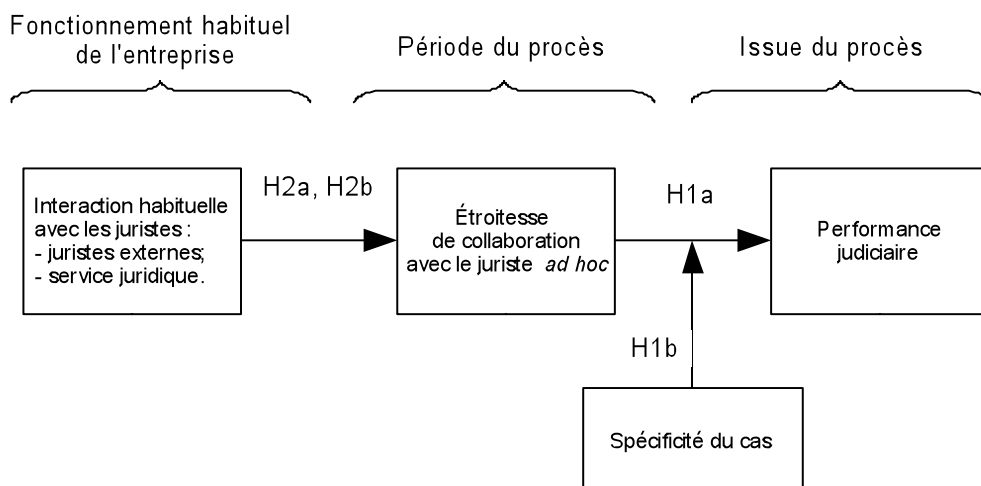 Fonctionnement habituel
de l'entreprise
Période du procès
Issue du procès
H2a, H2b
H1a
Interaction habituelle
avec les juristes :
- juristes externes;
- service juridique.
Étroitesse
de collaboration
avec le juriste ad hoc
Performance
judiciaire
H1b
Spécificité du cas